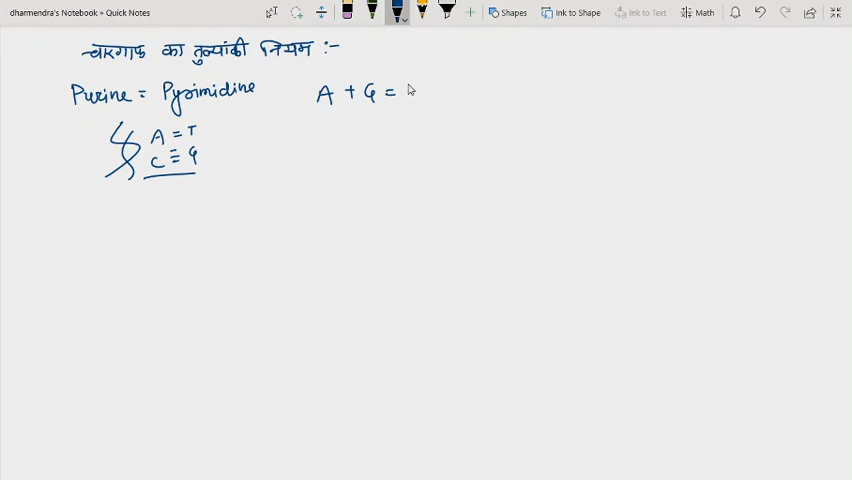 dharmendra's Notebook » Quick Notes
Shapes
Ink to Shape
Ink to Text
Math
चारगाफ का तुल्यांकी नियम :-
Purine = Pyrimidine
A + G =
A = T
C ≡ G